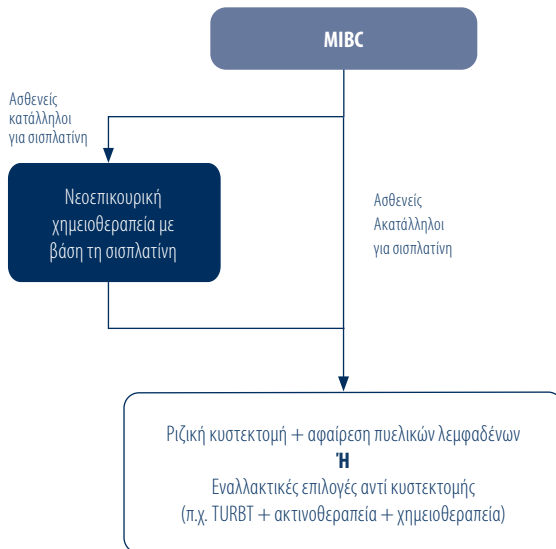 MIBC
Ασθενείς
κατάλληλοι
για σισπλατίνη
Νεοεπικουρική
χημειοθεραπεία με
βάση τη σισπλατίνη
Ασθενείς
Ακατάλληλοι
για σισπλατίνη
Ριζική κυστεκτομή + αφαίρεση πυελικών λεμφαδένων
Ή
Εναλλακτικές επιλογές αντί κυστεκτομής
(π.χ. TURBT + ακτινοθεραπεία + χημειοθεραπεία)